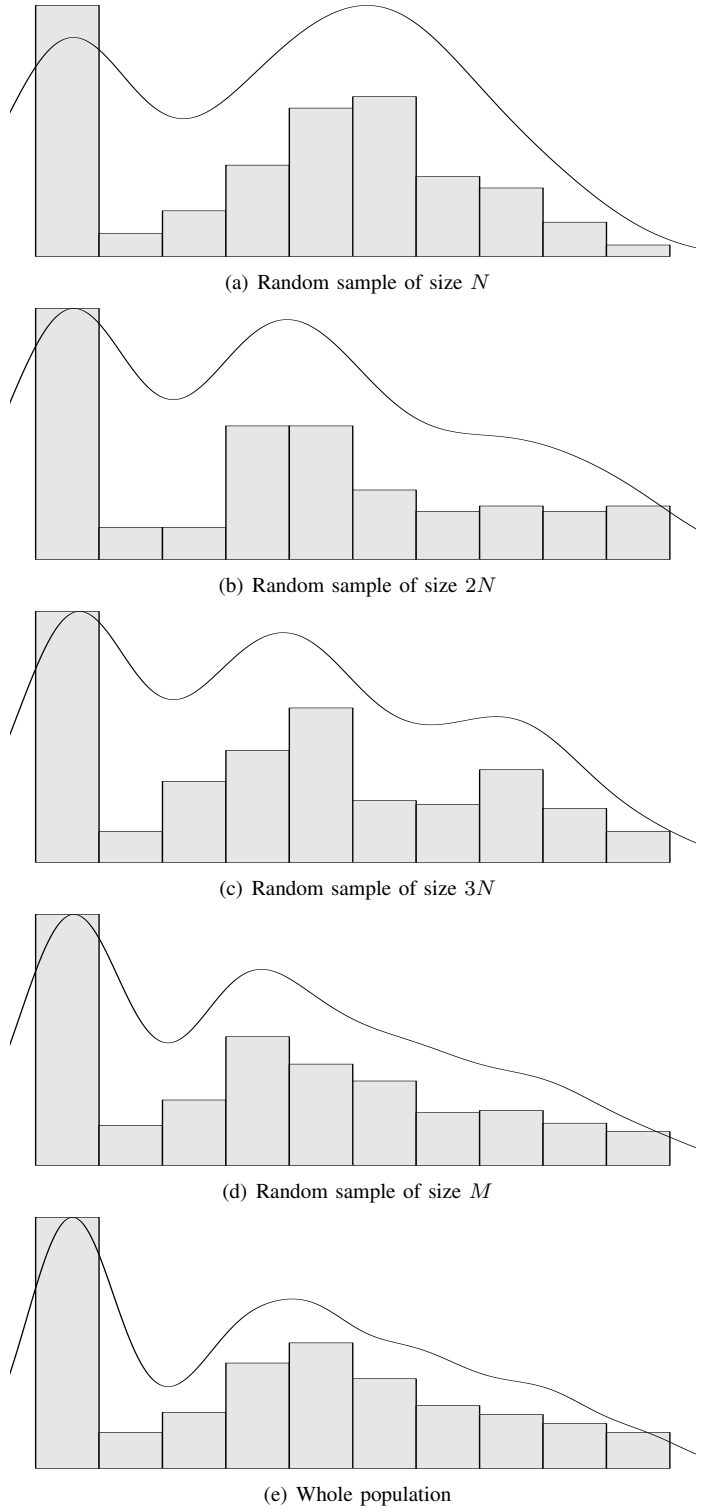 (a) Random sample of size N
(b) Random sample of size 2N
(c) Random sample of size 3N
(d) Random sample of size M
(e) Whole population